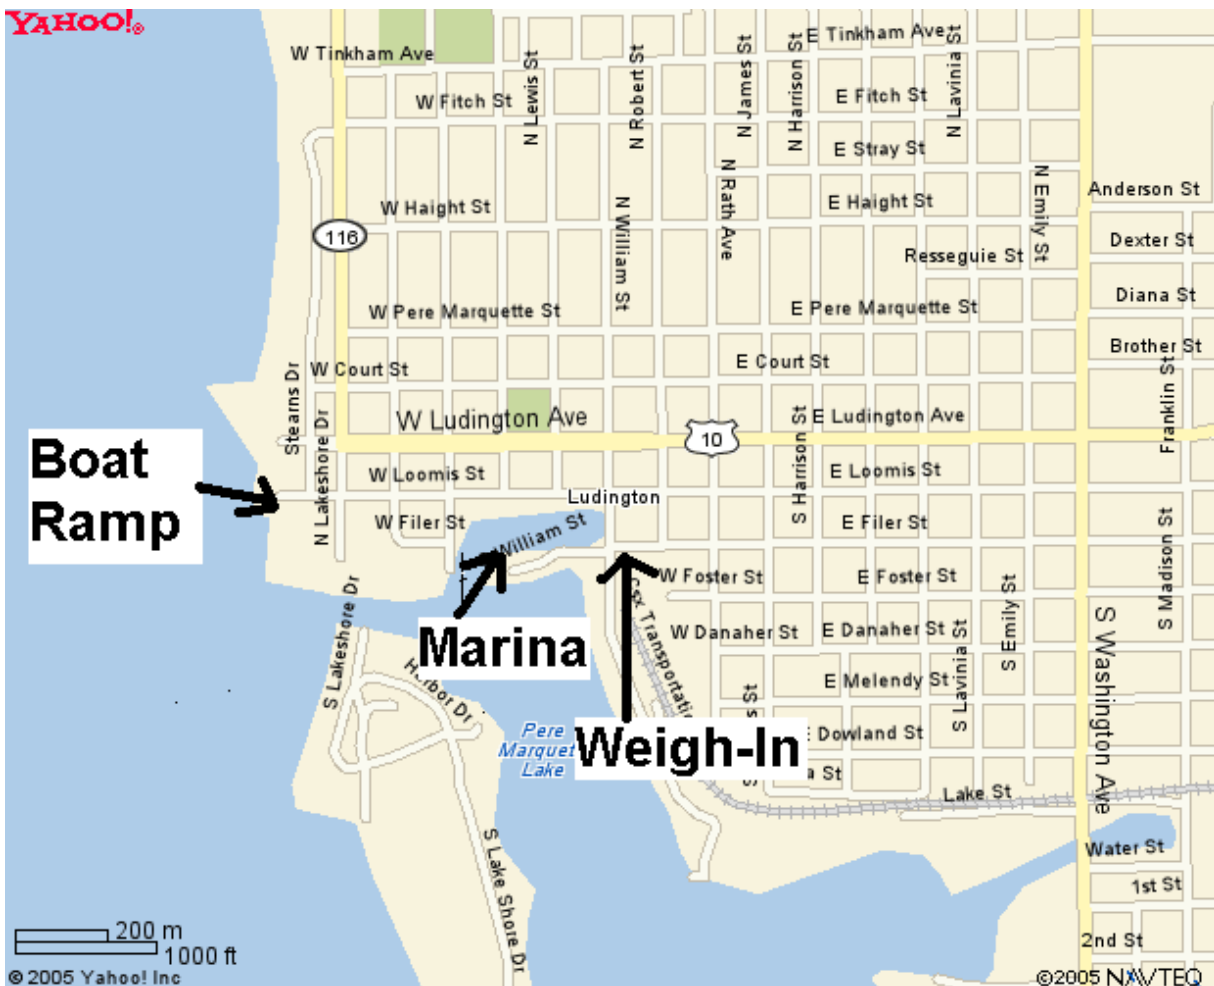 YAHOO!®
W Tinkham Ave
E Tinkham Ave
W Fitch St
E Fitch St
N Lewis St
N Robert St
N James St
N Harrison St
N Lavinia St
E Stray St
W Haight St
E Haight St
N William St
N Rath Ave
N Emily St
Anderson St
Dexter St
Resseguie St
116
Diana St
W Pere Marquette St
E Pere Marquette St
Brother St
W Court St
E Court St
Stearns Dr
N Lakeshore Dr
W Ludington Ave
E Ludington Ave
10
Franklin St
Boat
Ramp
W Loomis St
E Loomis St
S Harrison St
Ludington
W Filer St
E Filer St
William St
W Foster St
E Foster St
S Madison St
S Lakeshore Dr
Marina
Csx Transportatio
W Danaher St
E Danaher St
S Emily St
S Lavinia St
S Washington Ave
Harbor Dr
E Melendy St
Pere
Marquet
Lake
Weigh-In
E Dowland St
a St
Lake St
S Lake Shore Dr
Water St
1st St
2nd St
200 m
1000 ft
© 2005 Yahoo! Inc
©2005 NAVTEQ